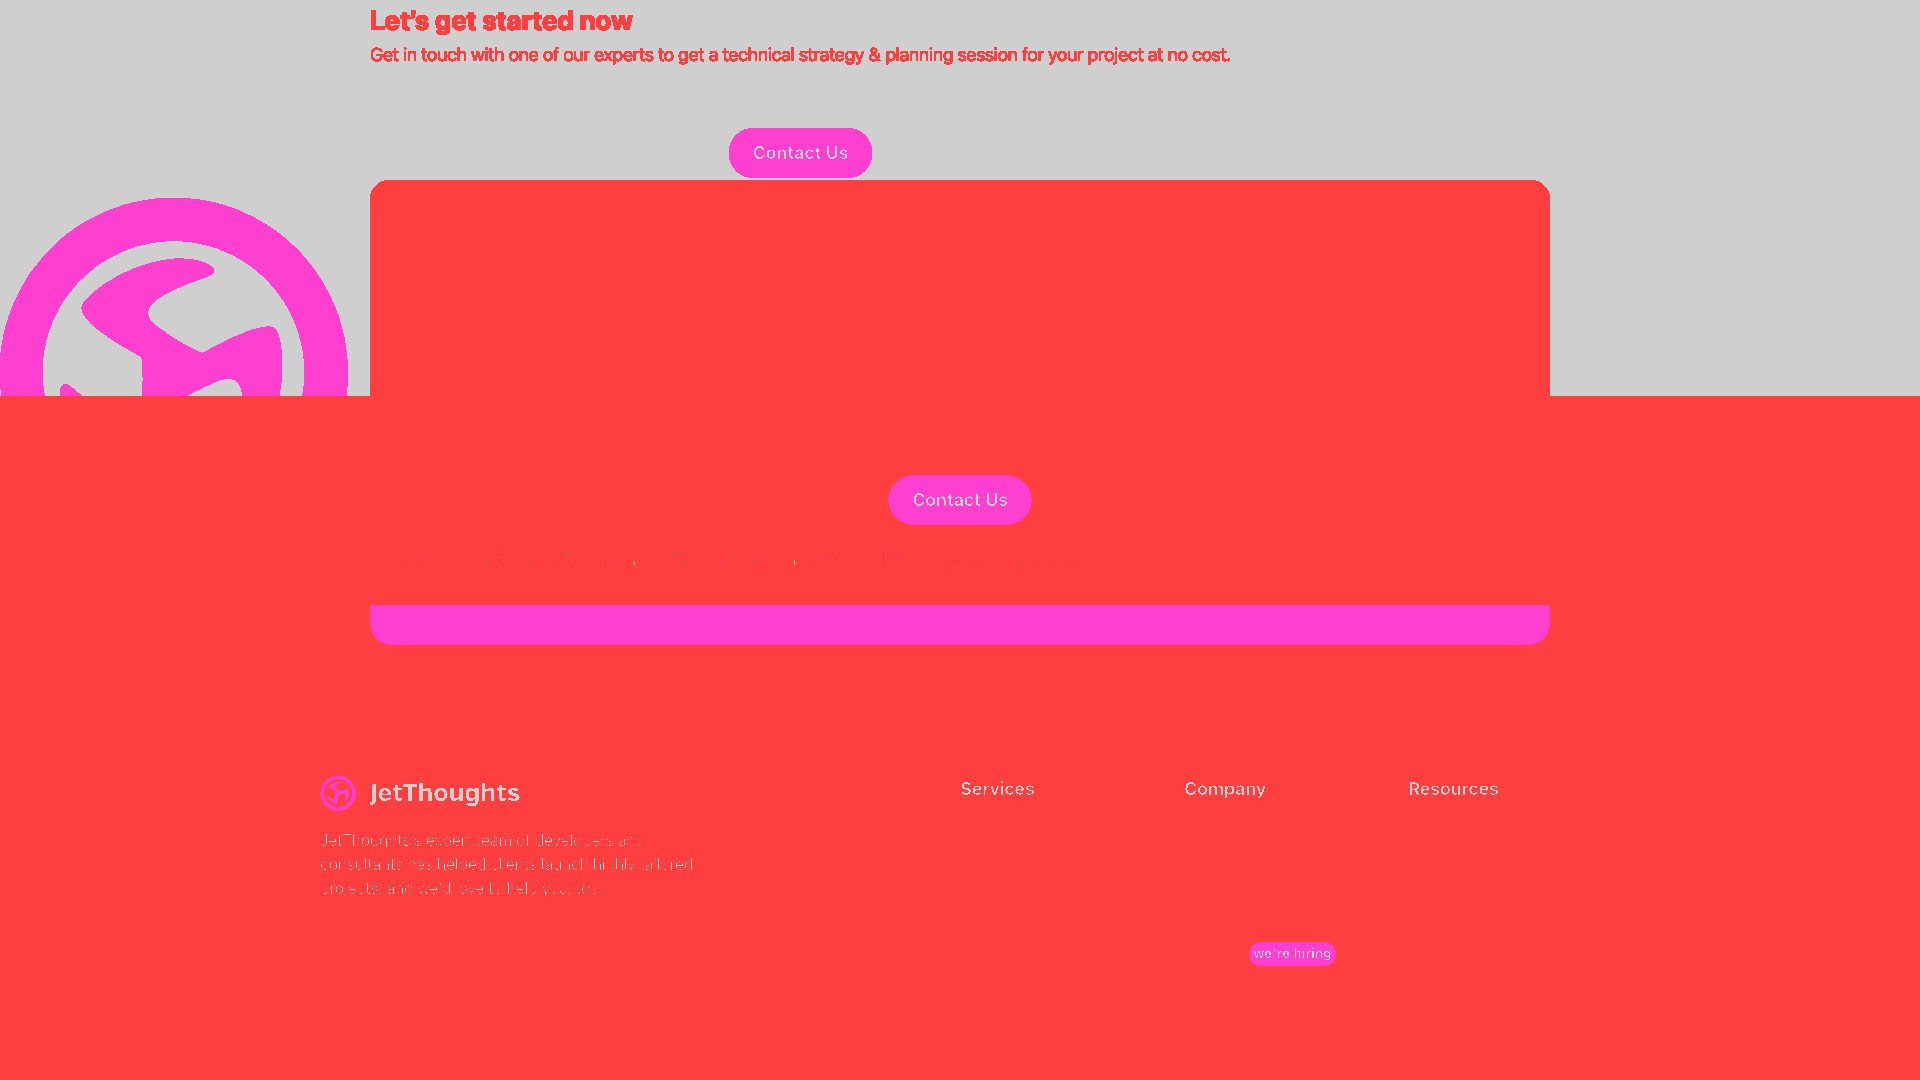 Let's get started now
Get in touch with one of our experts to get a technical strategy & planning session for your project at no cost.
Contact Us
Contact Us
JetThoughts
JetThoughts's expert team of developers and
consultants has helped clients launch highly tailored
projects, and we'd love to help you, too.
Services
Company
Resources
we're hiring